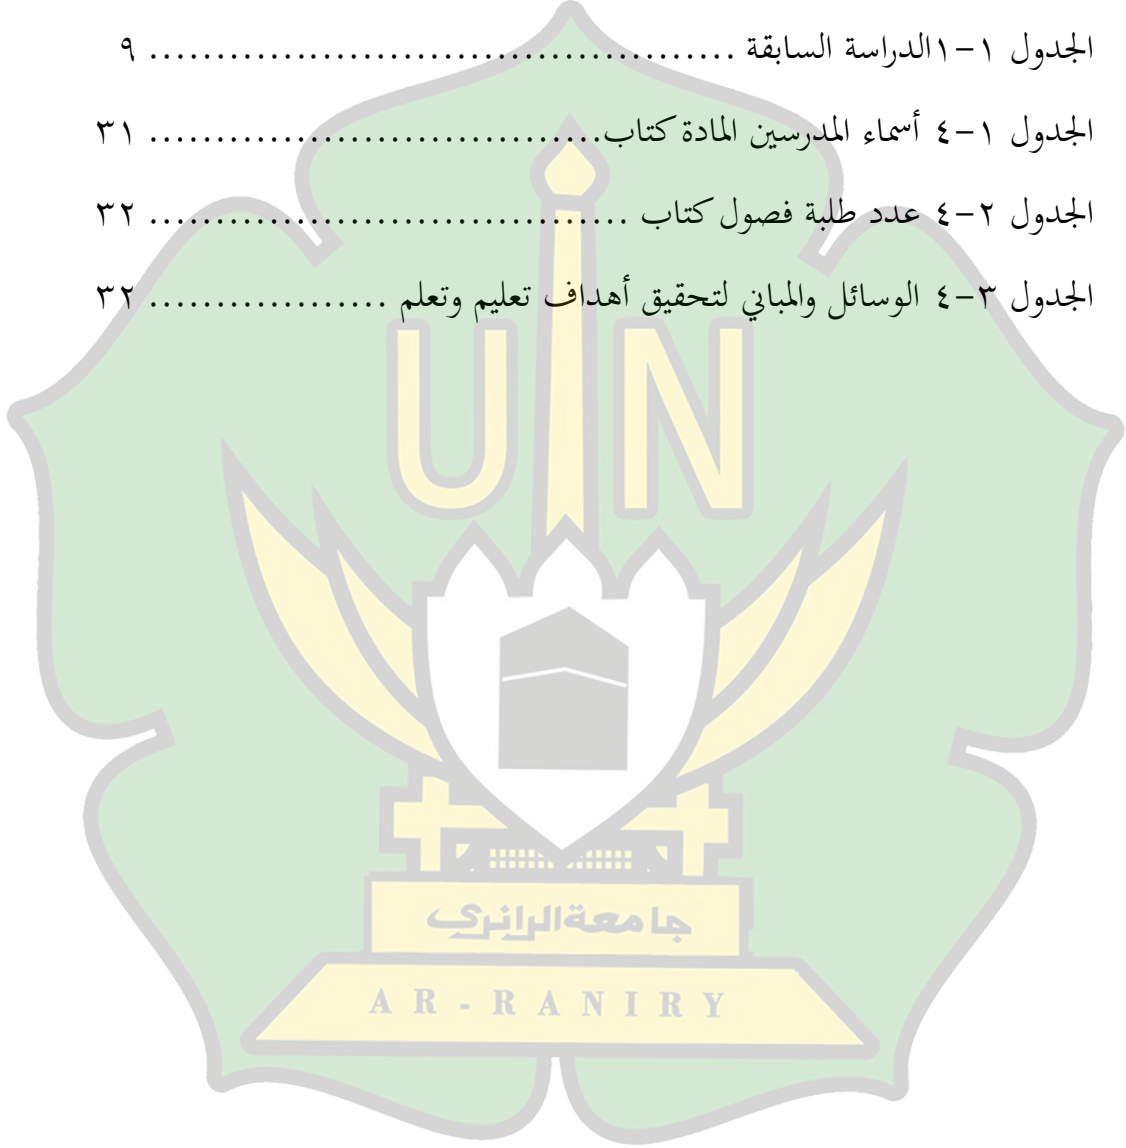 الجدول ١-١الدراسة السابقة ............................................ ٩
الجدول ١-٤ أسماء المدرسين المادة كتاب.................................. ٣١
الجدول ٢-٤ عدد طلبة فصول كتاب .................................... ٣٢
الجدول ٣-٤ الوسائل والمباني لتحقيق أهداف تعليم وتعلم .................. ٣٢
UIN
جامعة الرانري
AR-RANIRY